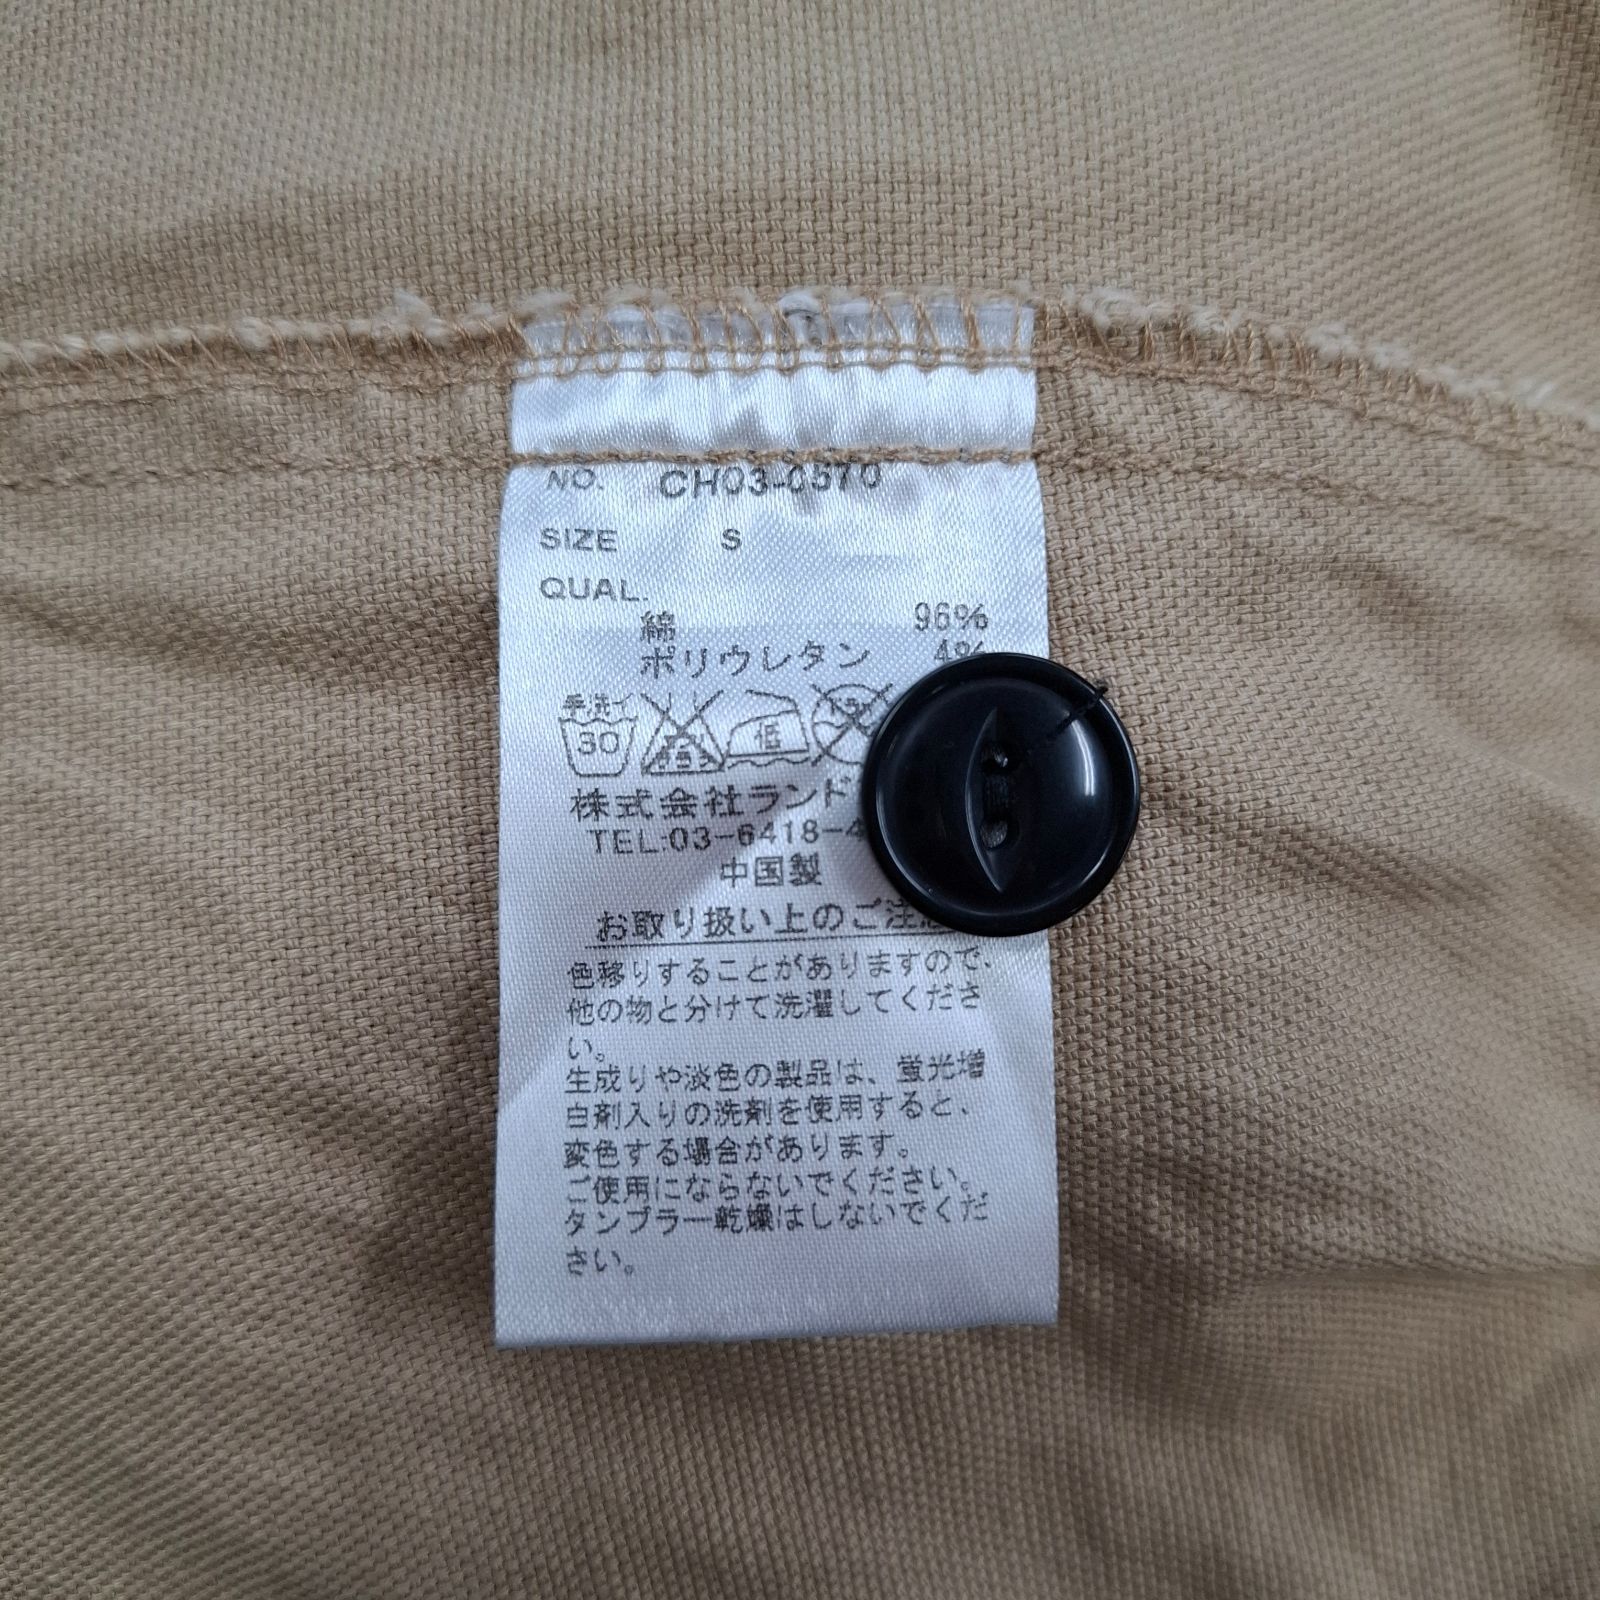 NO. CH03-0570
SIZE S
QUAL.
綿 96%
ポリウレタン 4%
手洗イ
30 低
株式会社ランド
TEL:03-6418-4
中国製
お取り扱い上のご注意
色移りすることがありますので、
他の物と分けて洗濯してくださ
い。
生成りや淡色の製品は、蛍光増
白剤入りの洗剤を使用すると、
変色する場合があります。
ご使用にならないでください。
タンブラー乾燥はしないでくだ
さい。